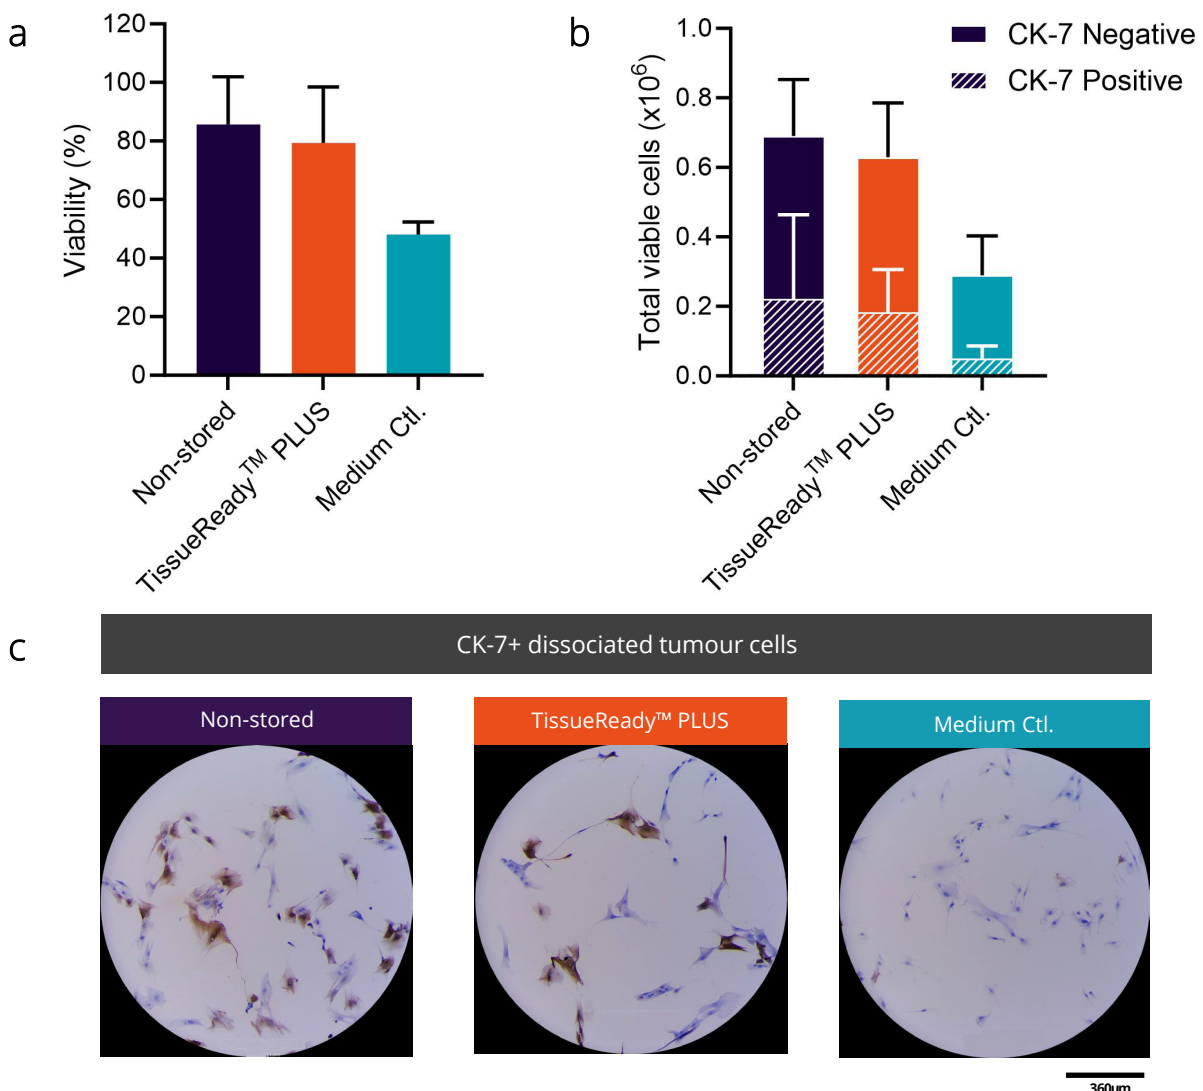 a
120
100
80
60
40
20
0
Viability (%)
Non-stored
TissueReady™ PLUS
Medium Ctl.
b
1.0
0.8
0.6
0.4
0.2
0.0
Total viable cells (x10⁶)
CK-7 Negative
CK-7 Positive
Non-stored
TissueReady™ PLUS
Medium Ctl.
c
CK-7+ dissociated tumour cells
Non-stored
TissueReady™ PLUS
Medium Ctl.
360um